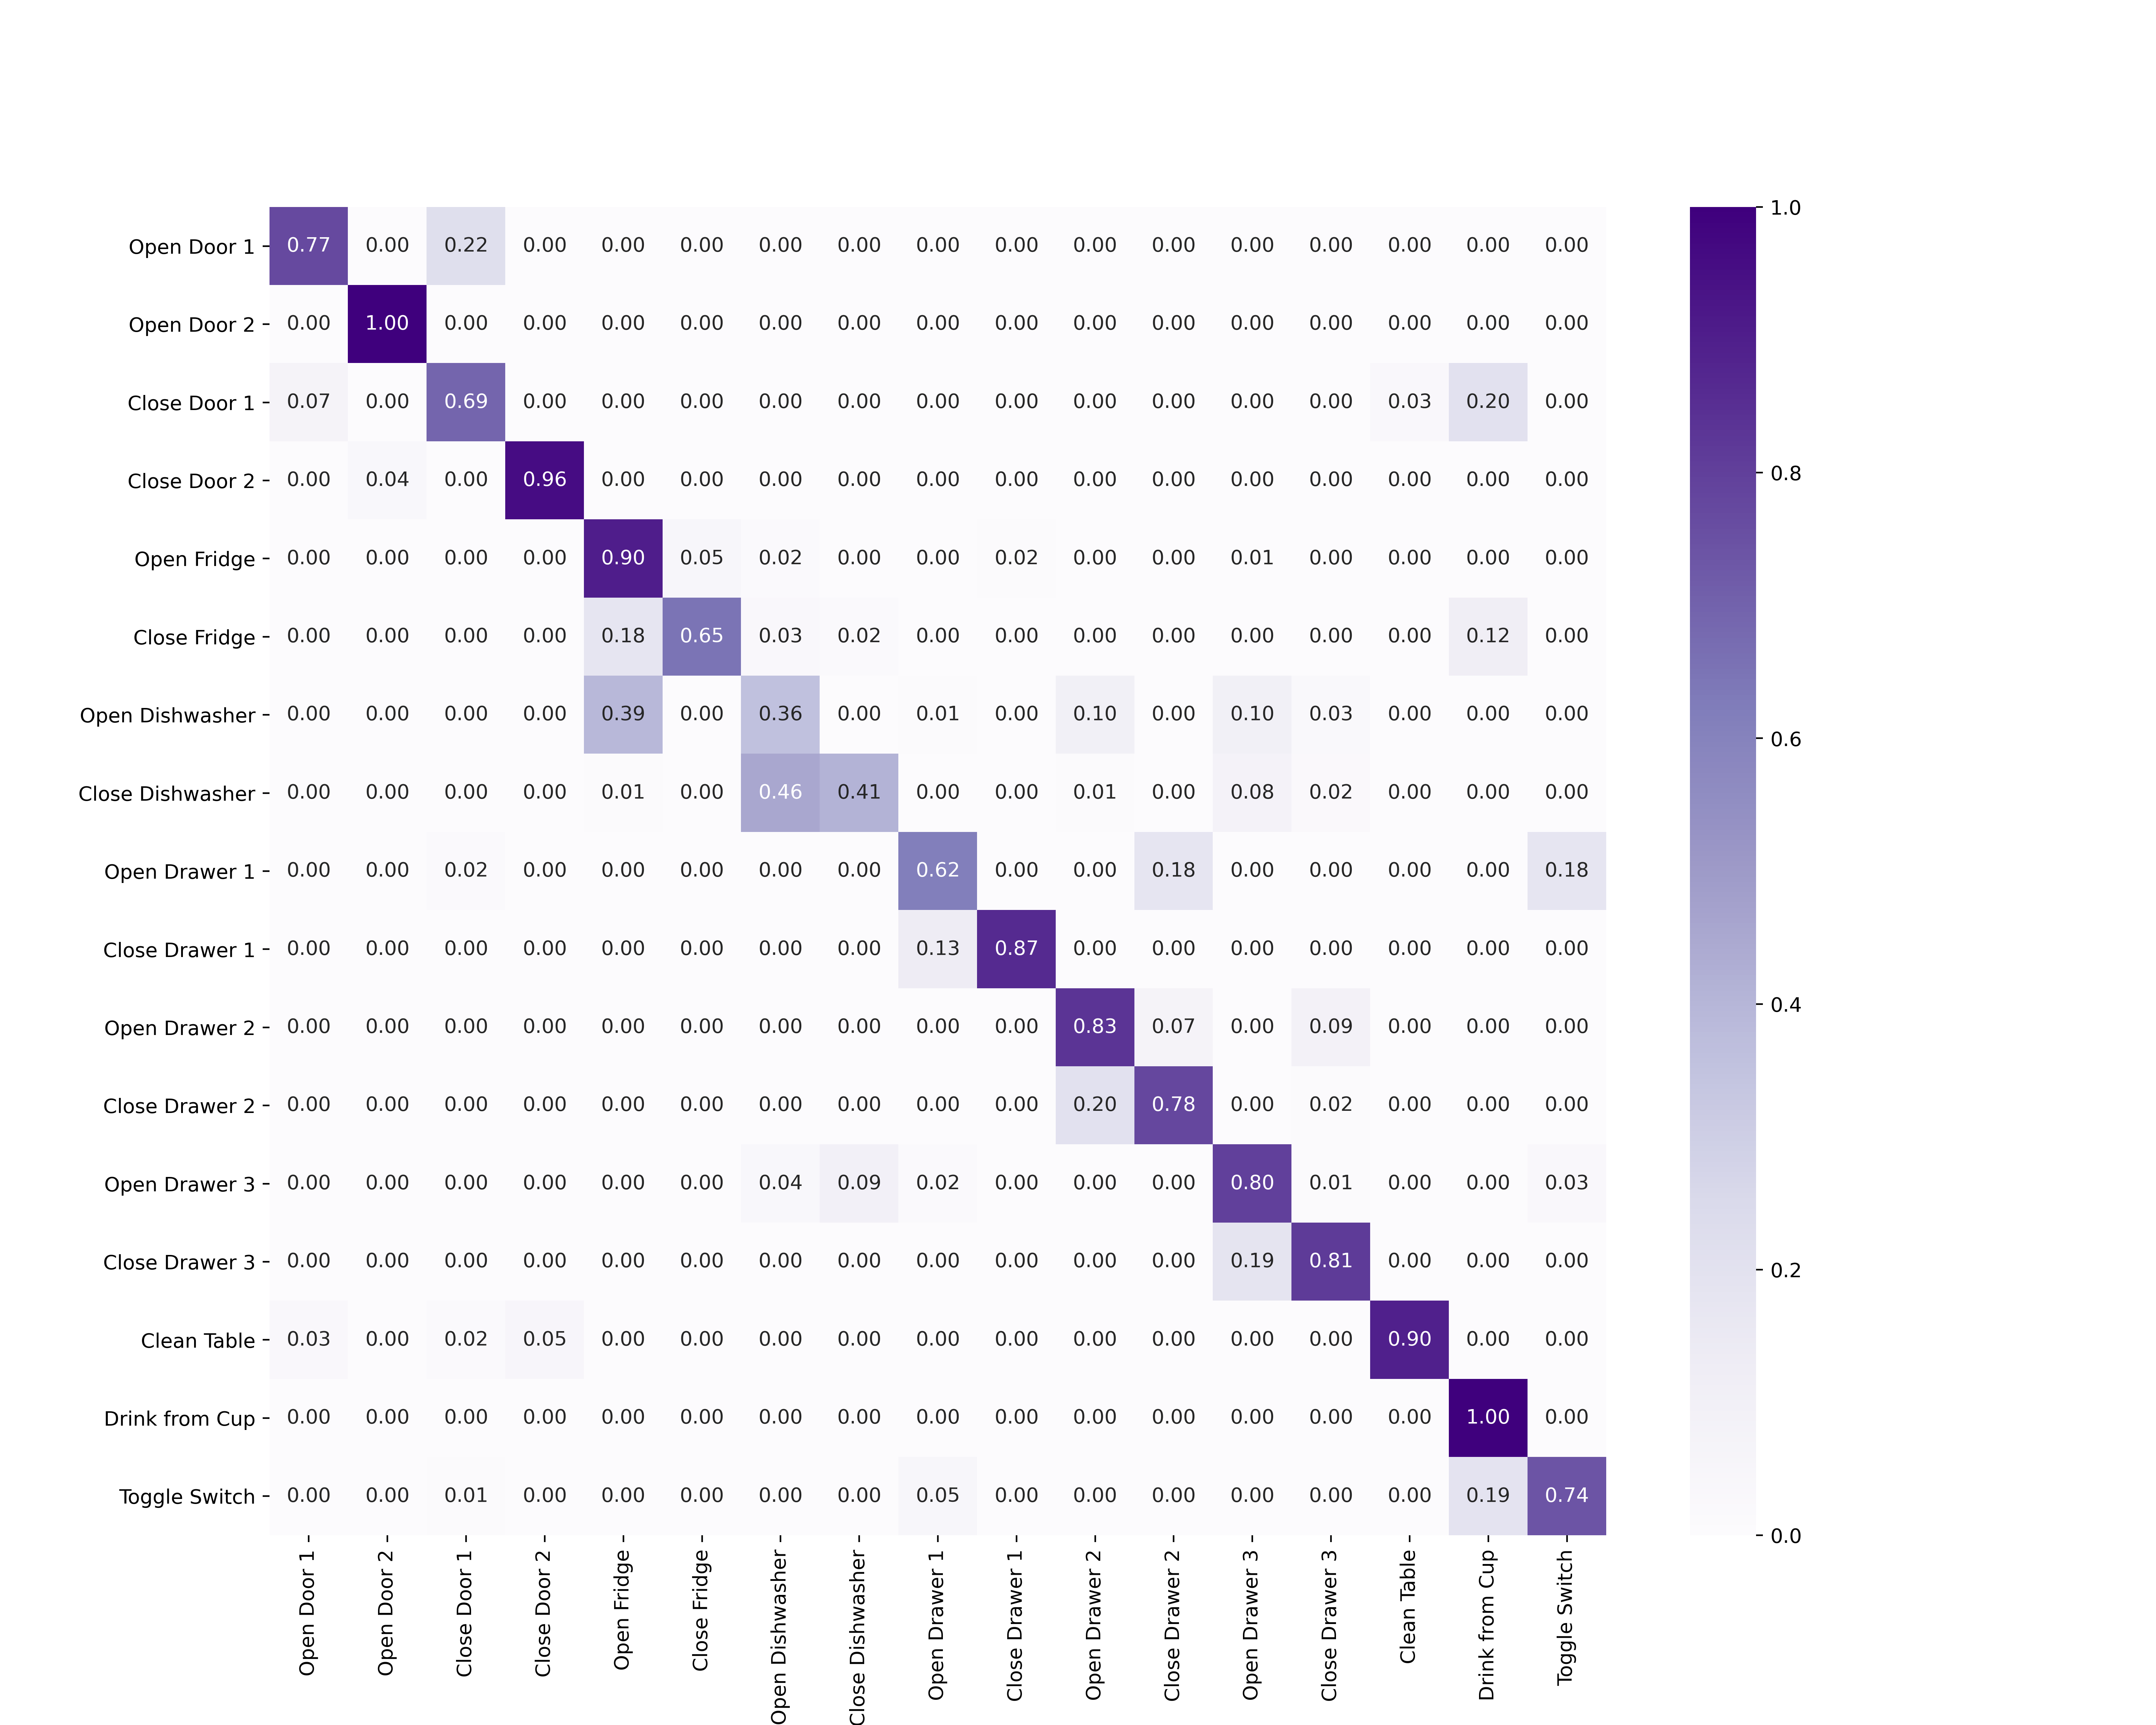 Open Door 1 0.77 0.00 0.22 0.00 0.00 0.00 0.00 0.00 0.00 0.00 0.00 0.00 0.00 0.00 0.00 0.00 0.00
Open Door 2 0.00 1.00 0.00 0.00 0.00 0.00 0.00 0.00 0.00 0.00 0.00 0.00 0.00 0.00 0.00 0.00 0.00
Close Door 1 0.07 0.00 0.69 0.00 0.00 0.00 0.00 0.00 0.00 0.00 0.00 0.00 0.00 0.00 0.03 0.20 0.00
Close Door 2 0.00 0.04 0.00 0.96 0.00 0.00 0.00 0.00 0.00 0.00 0.00 0.00 0.00 0.00 0.00 0.00 0.00
Open Fridge 0.00 0.00 0.00 0.00 0.90 0.05 0.02 0.00 0.00 0.02 0.00 0.00 0.01 0.00 0.00 0.00 0.00
Close Fridge 0.00 0.00 0.00 0.00 0.18 0.65 0.03 0.02 0.00 0.00 0.00 0.00 0.00 0.00 0.00 0.12 0.00
Open Dishwasher 0.00 0.00 0.00 0.00 0.39 0.00 0.36 0.00 0.01 0.00 0.10 0.00 0.10 0.03 0.00 0.00 0.00
Close Dishwasher 0.00 0.00 0.00 0.00 0.01 0.00 0.46 0.41 0.00 0.00 0.01 0.00 0.08 0.02 0.00 0.00 0.00
Open Drawer 1 0.00 0.00 0.02 0.00 0.00 0.00 0.00 0.00 0.62 0.00 0.00 0.18 0.00 0.00 0.00 0.00 0.18
Close Drawer 1 0.00 0.00 0.00 0.00 0.00 0.00 0.00 0.00 0.13 0.87 0.00 0.00 0.00 0.00 0.00 0.00 0.00
Open Drawer 2 0.00 0.00 0.00 0.00 0.00 0.00 0.00 0.00 0.00 0.00 0.83 0.07 0.00 0.09 0.00 0.00 0.00
Close Drawer 2 0.00 0.00 0.00 0.00 0.00 0.00 0.00 0.00 0.00 0.00 0.20 0.78 0.00 0.02 0.00 0.00 0.00
Open Drawer 3 0.00 0.00 0.00 0.00 0.00 0.00 0.04 0.09 0.02 0.00 0.00 0.00 0.80 0.01 0.00 0.00 0.03
Close Drawer 3 0.00 0.00 0.00 0.00 0.00 0.00 0.00 0.00 0.00 0.00 0.00 0.00 0.19 0.81 0.00 0.00 0.00
Clean Table 0.03 0.00 0.02 0.05 0.00 0.00 0.00 0.00 0.00 0.00 0.00 0.00 0.00 0.00 0.90 0.00 0.00
Drink from Cup 0.00 0.00 0.00 0.00 0.00 0.00 0.00 0.00 0.00 0.00 0.00 0.00 0.00 0.00 0.00 1.00 0.00
Toggle Switch 0.00 0.00 0.01 0.00 0.00 0.00 0.00 0.00 0.05 0.00 0.00 0.00 0.00 0.00 0.00 0.19 0.74
Open Door 1
Open Door 2
Close Door 1
Close Door 2
Open Fridge
Close Fridge
Open Dishwasher
Close Dishwasher
Open Drawer 1
Close Drawer 1
Open Drawer 2
Close Drawer 2
Open Drawer 3
Close Drawer 3
Clean Table
Drink from Cup
Toggle Switch
1.0
0.8
0.6
0.4
0.2
0.0